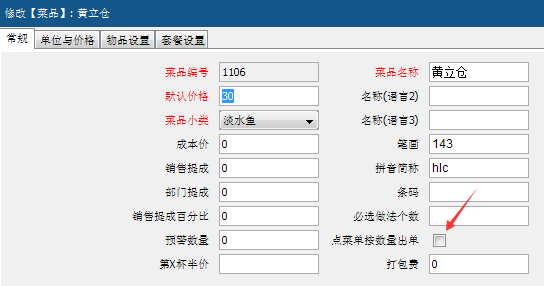 修改【菜品】: 黄立仓
常规 单位与价格 物品设置 套餐设置
菜品编号 1106 菜品名称 黄立仓
默认价格 30 名称(语言2)
菜品小类 淡水鱼 名称(语言3)
成本价 0 笔画 143
销售提成 0 拼音简称 hlc
部门提成 0 条码
销售提成百分比 0 必选做法个数
预警数量 0 点菜单按数量出单
第X杯半价 打包费 0